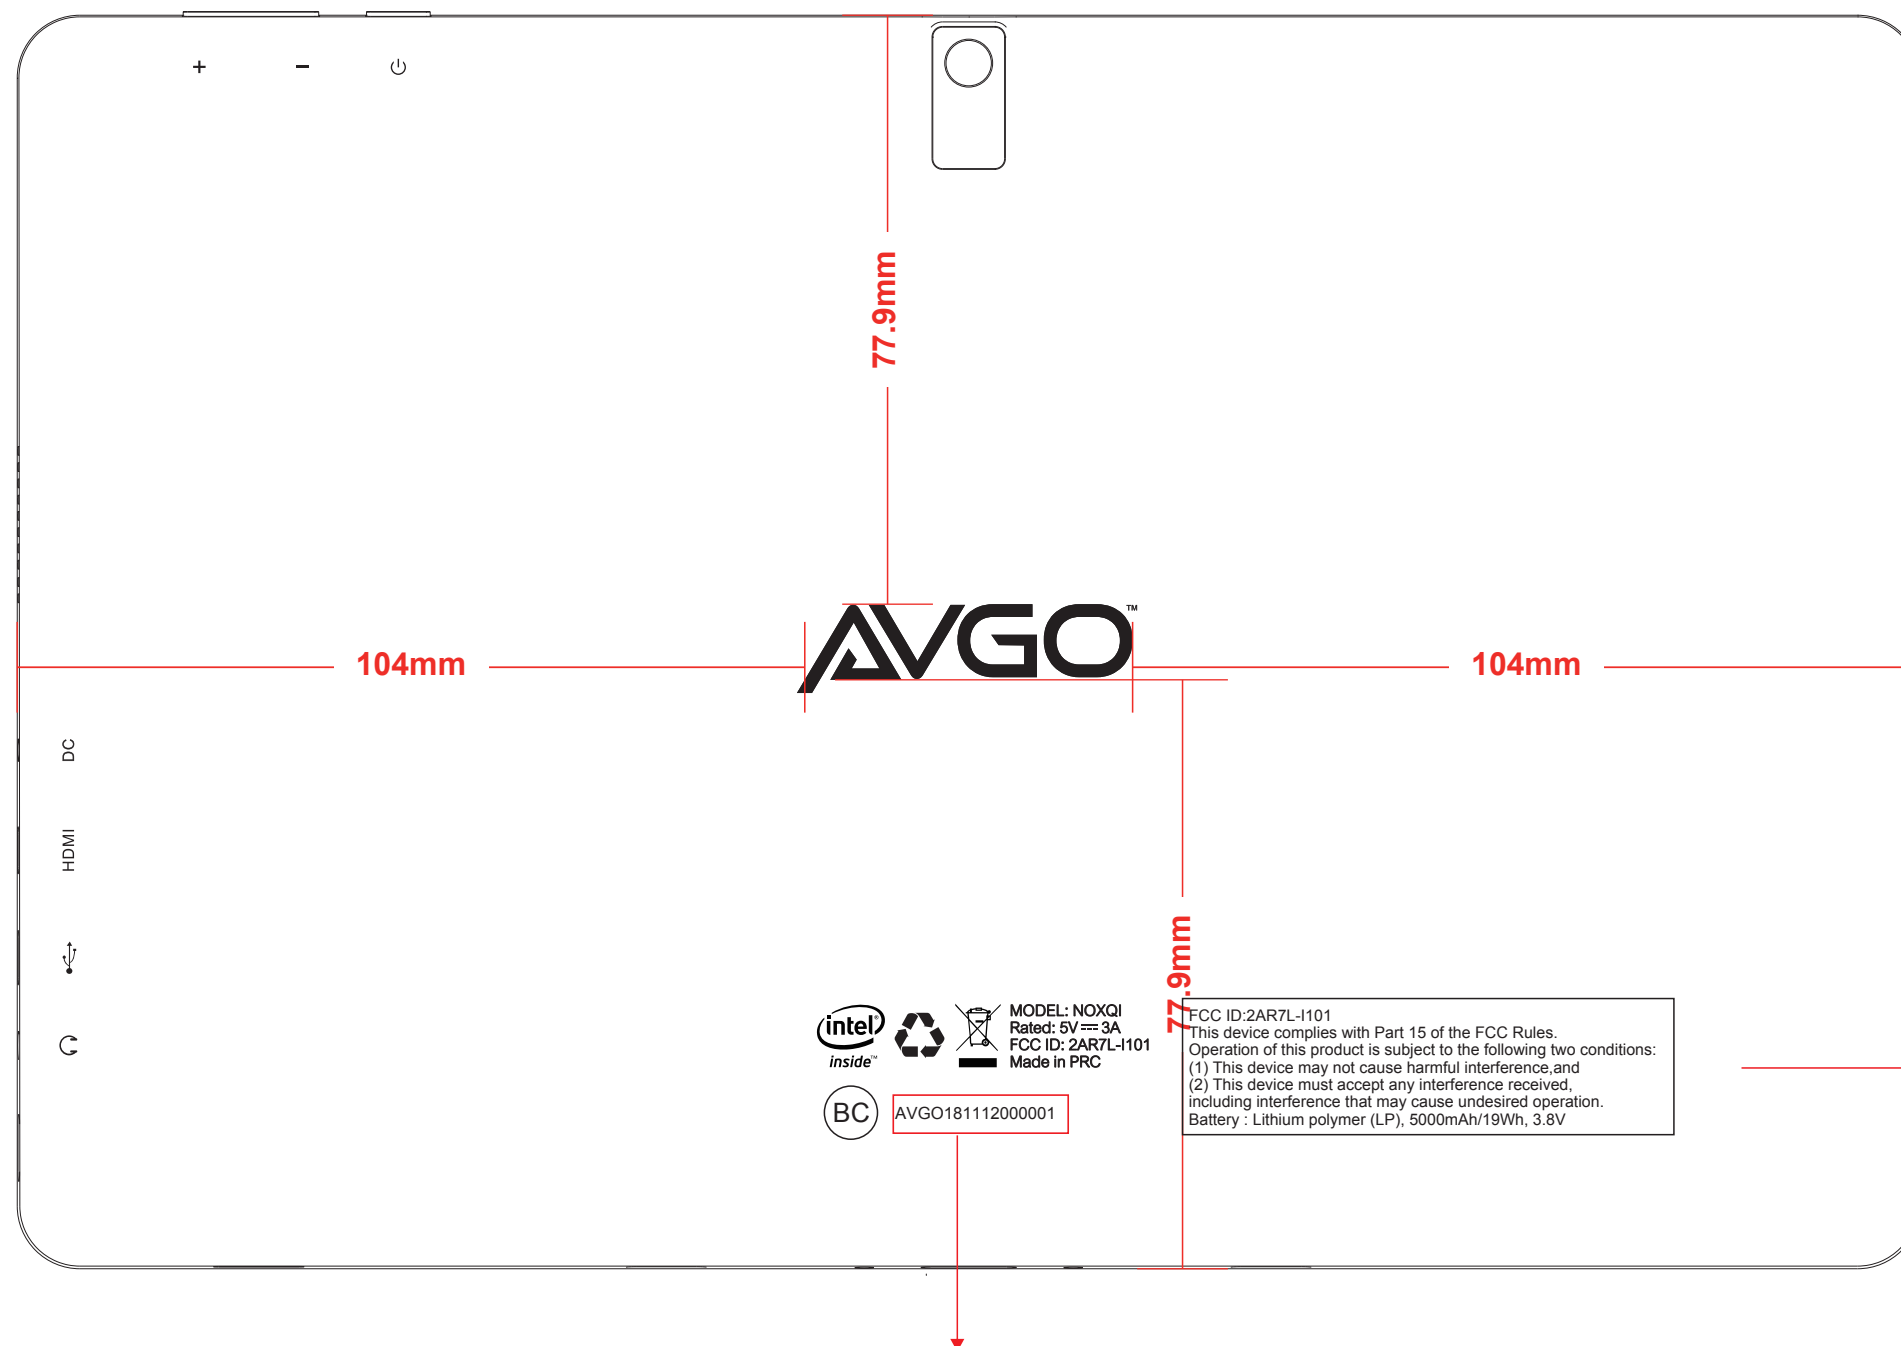 + −
77.9mm
AVGO™
104mm
104mm
DC
HDMI
77.9mm
intel®
inside™
MODEL: NOXQI
Rated: 5V⎓3A
FCC ID: 2AR7L-I101
Made in PRC
BC
AVGO181112000001
FCC ID:2AR7L-I101
This device complies with Part 15 of the FCC Rules.
Operation of this product is subject to the following two conditions:
(1) This device may not cause harmful interference,and
(2) This device must accept any interference received,
including interference that may cause undesired operation.
Battery : Lithium polymer (LP), 5000mAh/19Wh, 3.8V